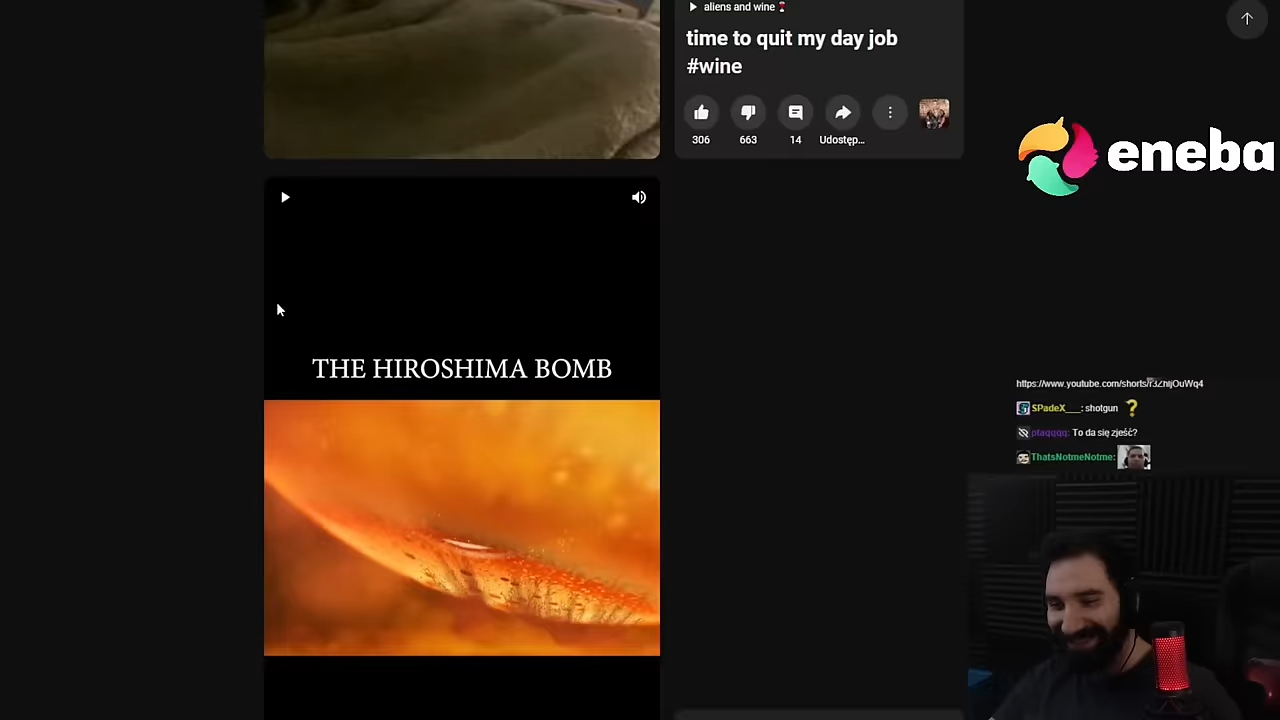 aliens and wine🍷
time to quit my day job
#wine
306
663
14
Udostęp...
eneba
THE HIROSHIMA BOMB
SPadeX___: shotgun
ptaqqqq: To da się zjeść?
ThatsNotmeNotme: